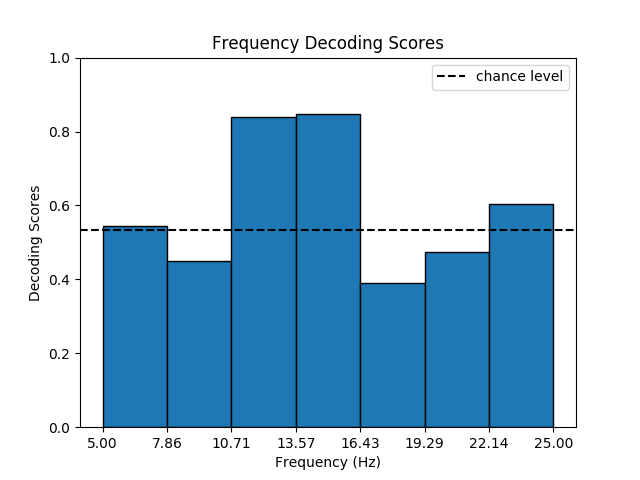 Frequency Decoding Scores
chance level
1.0
0.8
0.6
0.4
0.2
0.0
Decoding Scores
5.00 7.86 10.71 13.57 16.43 19.29 22.14 25.00
Frequency (Hz)